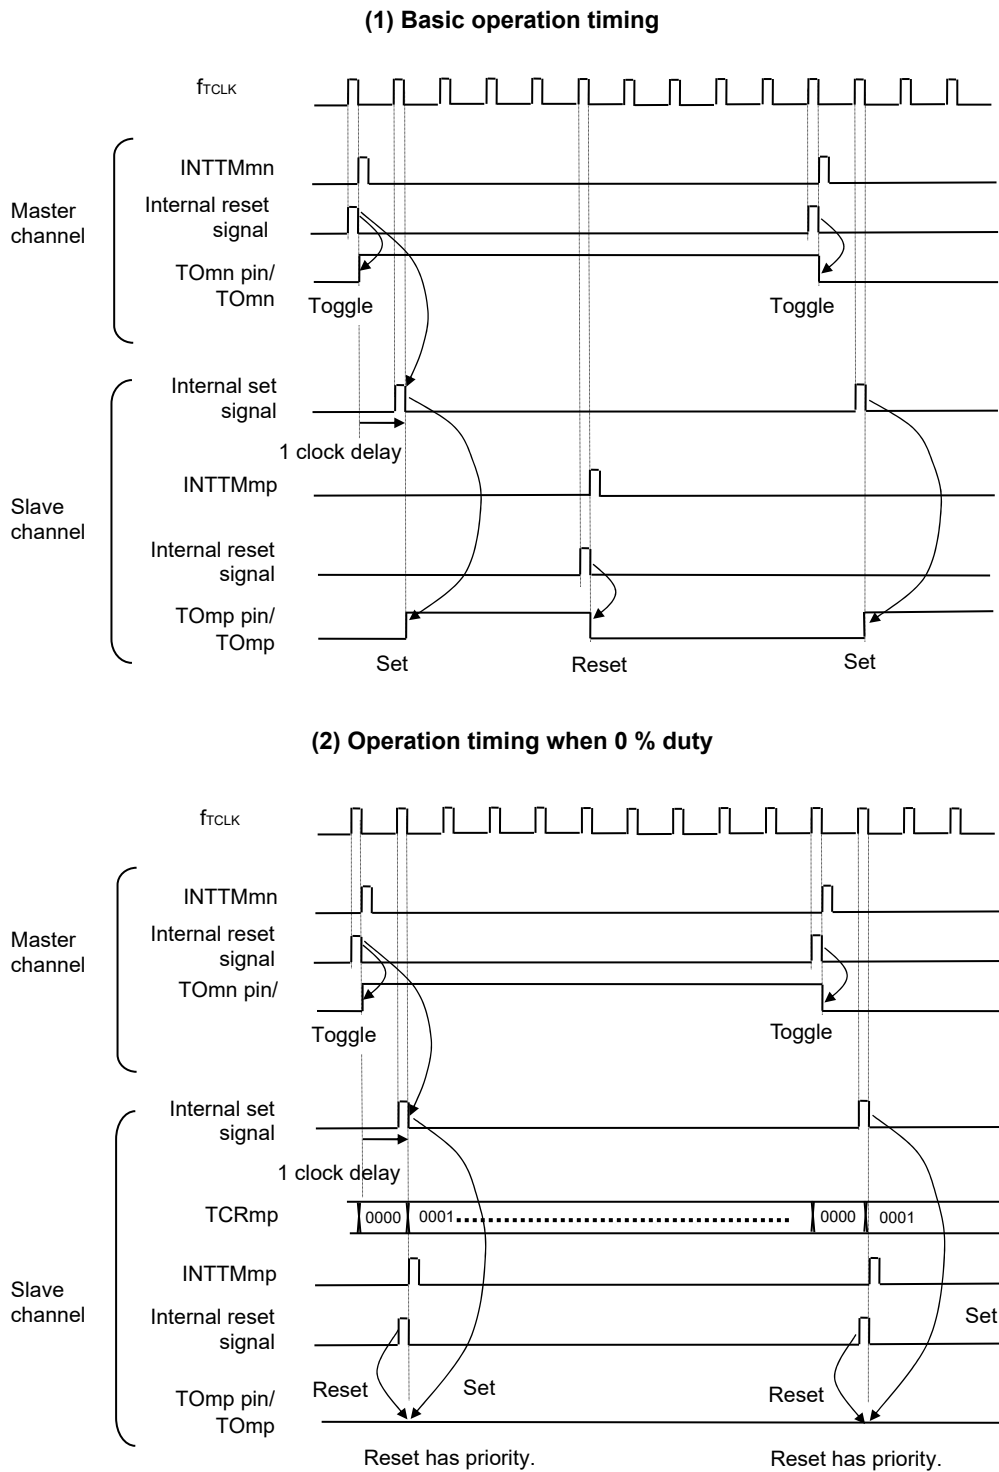 (1) Basic operation timing
fTCLK
INTTMmn
Internal reset
signal
Master
channel
TOmn pin/
TOmn
Toggle
Toggle
Internal set
signal
1 clock delay
INTTMmp
Slave
channel
Internal reset
signal
TOmp pin/
TOmp
Set
Reset
Set
(2) Operation timing when 0 % duty
fTCLK
INTTMmn
Internal reset
signal
Master
channel
TOmn pin/
Toggle
Toggle
Internal set
signal
1 clock delay
TCRmp
0000
0001
0000
0001
INTTMmp
Slave
channel
Internal reset
signal
Set
Reset
Set
Reset
TOmp pin/
TOmp
Reset has priority.
Reset has priority.